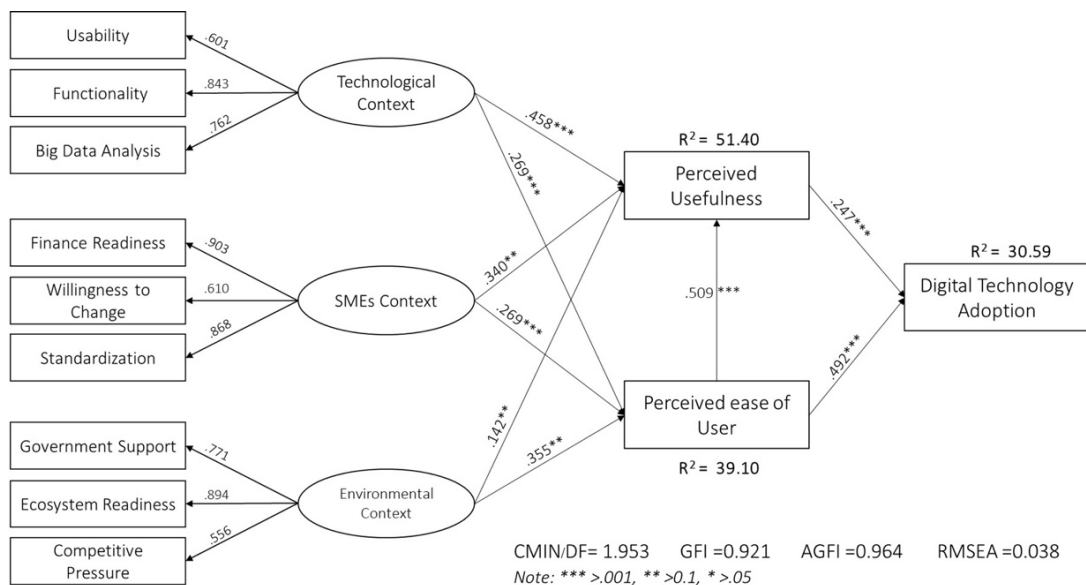 Usability
Functionality
Big Data Analysis
.601
.843
.762
Technological
Context
Finance Readiness
Willingness to
Change
Standardization
.903
.610
.868
SMEs Context
Government Support
Ecosystem Readiness
Competitive
Pressure
.771
.894
.556
Environmental
Context
.458***
.269***
.340**
.269***
.142**
.355**
R² = 51.40
Perceived
Usefulness
.509 ***
Perceived ease of
User
R² = 39.10
.247***
.492***
R² = 30.59
Digital Technology
Adoption
CMIN/DF= 1.953 GFI =0.921 AGFI =0.964 RMSEA =0.038
Note: *** >.001, ** >0.1, * >.05